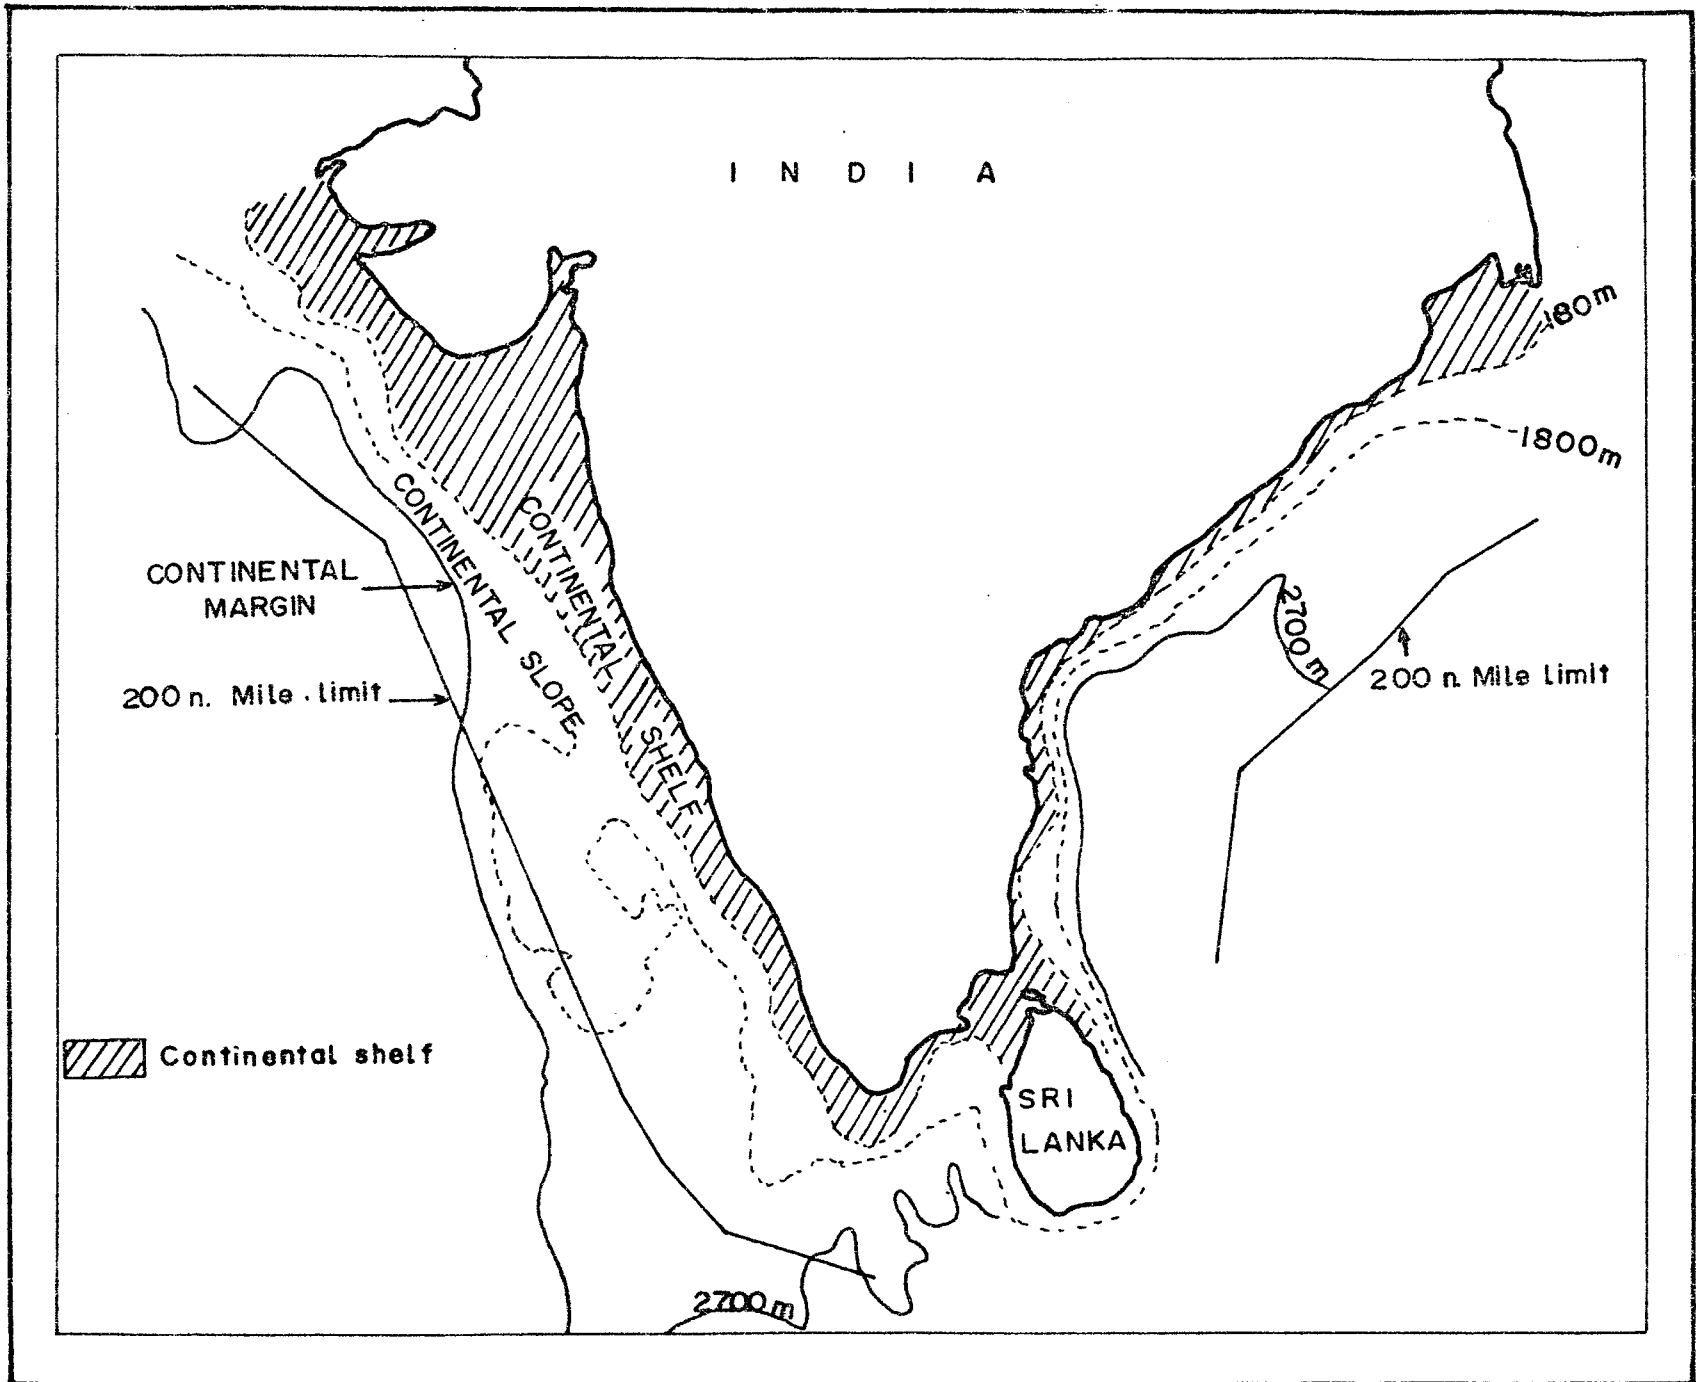 I N D I A
180m
1800m
CONTINENTAL SLOPE
CONTINENTAL SHELF
CONTINENTAL
MARGIN
2700m
200 n. Mile limit
200 n. Mile Limit
Continental shelf
SRI
LANKA
2700m